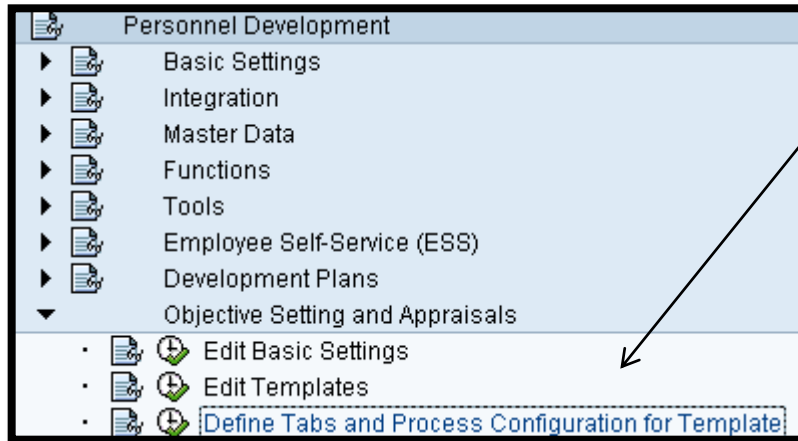 Personnel Development
Basic Settings
Integration
Master Data
Functions
Tools
Employee Self-Service (ESS)
Development Plans
Objective Setting and Appraisals
Edit Basic Settings
Edit Templates
Define Tabs and Process Configuration for Template